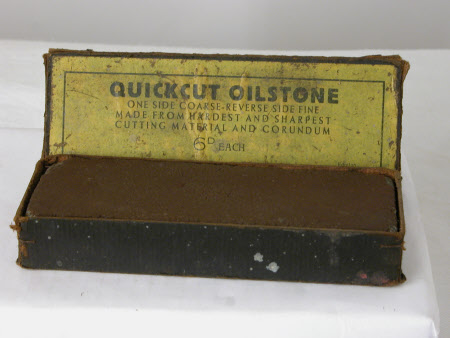 QUICKCUT OILSTONE
ONE SIDE COARSE-REVERSE SIDE FINE
MADE FROM HARDEST AND SHARPEST
CUTTING MATERIAL AND CORUNDUM
6D EACH